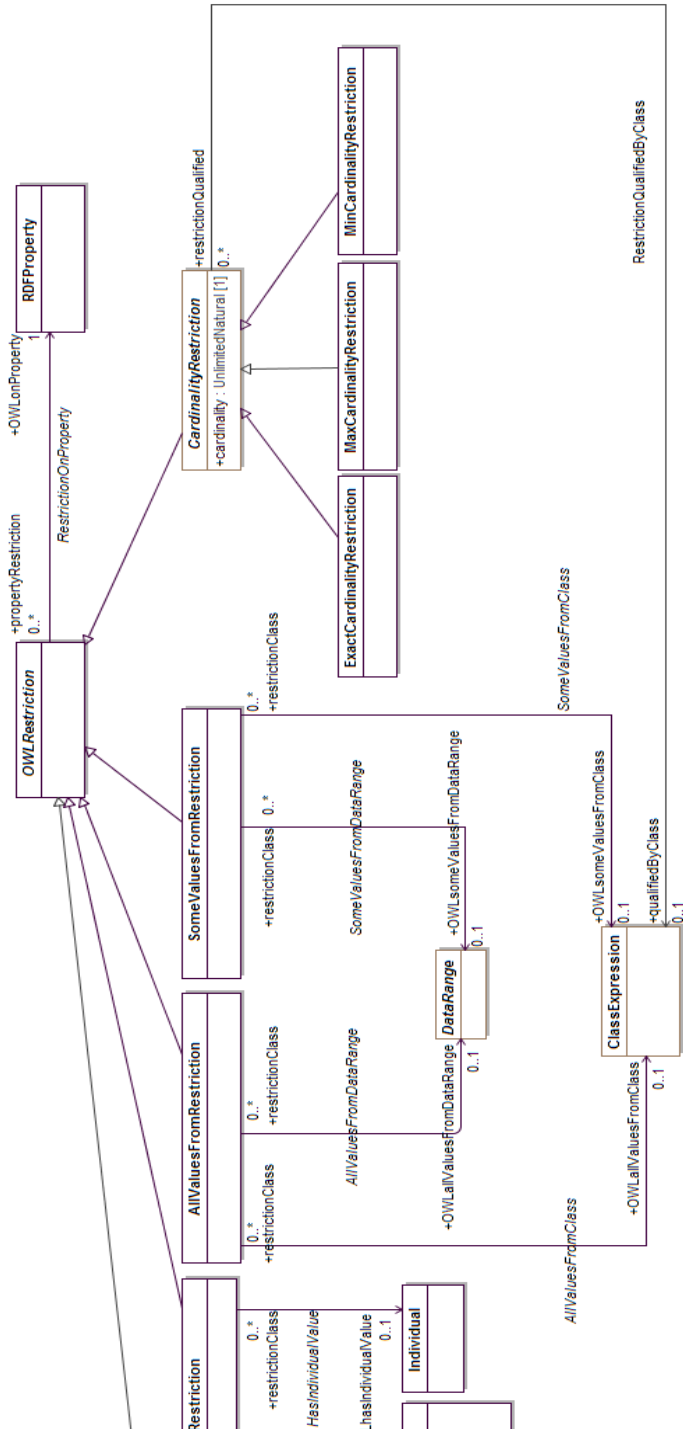 +restrictionQualified
0..*
RestrictionQualifiedByClass
MinCardinalityRestriction
RDFProperty
+OWLonProperty
1
CardinalityRestriction
+cardinality : UnlimitedNatural [1]
MaxCardinalityRestriction
RestrictionOnProperty
+propertyRestriction
0..*
ExactCardinalityRestriction
OWLRestriction
0..*
+restrictionClass
SomeValuesFromClass
SomeValuesFromRestriction
0..*
+restrictionClass
SomeValuesFromDataRange
+OWLsomeValuesFromDataRange
0..1
+OWLsomeValuesFromClass
0..1
+qualifiedByClass
0..1
DataRange
ClassExpression
AllValuesFromRestriction
0..*
+restrictionClass
AllValuesFromDataRange
+OWLallValuesFromDataRange
0..1
0..*
+restrictionClass
+OWLallValuesFromClass
0..1
AllValuesFromClass
Restriction
0..*
+restrictionClass
HasIndividualValue
LhasIndividualValue
0..1
Individual